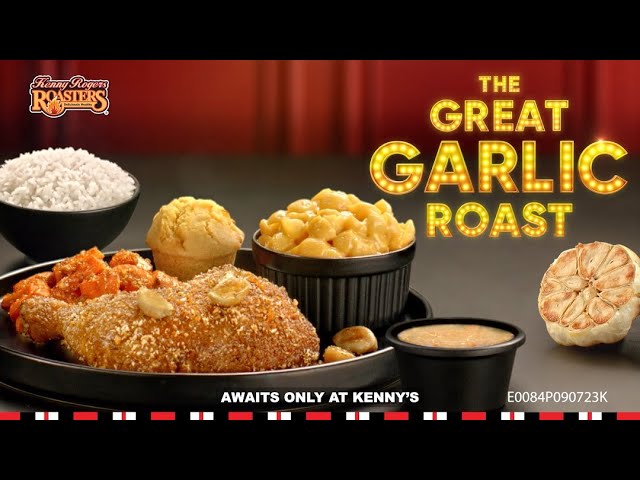 Kenny Rogers
ROASTERS
THE
GREAT
GARLIC
ROAST
AWAITS ONLY AT KENNY'S
E0084P090723K